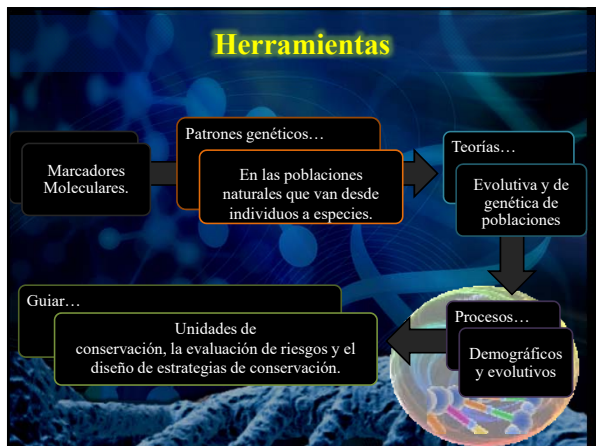 Herramientas
Marcadores
Moleculares.
Patrones genéticos…
En las poblaciones
naturales que van desde
individuos a especies.
Teorías…
Evolutiva y de
genética de
poblaciones
Procesos…
Demográficos
y evolutivos
Guiar…
Unidades de
conservación, la evaluación de riesgos y el
diseño de estrategias de conservación.